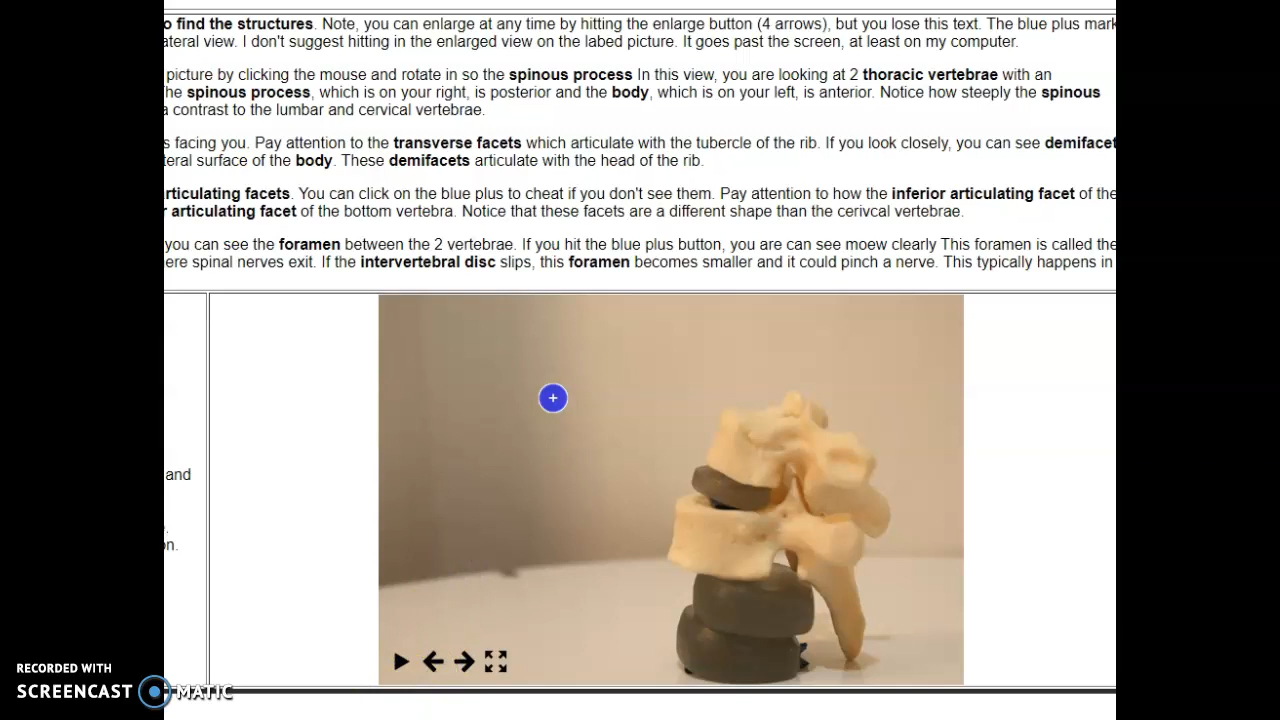 o find the structures. Note, you can enlarge at any time by hitting the enlarge button (4 arrows), but you lose this text. The blue plus mark
ateral view. I don't suggest hitting in the enlarged view on the labed picture. It goes past the screen, at least on my computer.
picture by clicking the mouse and rotate in so the spinous process In this view, you are looking at 2 thoracic vertebrae with an
he spinous process, which is on your right, is posterior and the body, which is on your left, is anterior. Notice how steeply the spinous
a contrast to the lumbar and cervical vertebrae.
s facing you. Pay attention to the transverse facets which articulate with the tubercle of the rib. If you look closely, you can see demifacet
teral surface of the body. These demifacets articulate with the head of the rib.
rticulating facets. You can click on the blue plus to cheat if you don't see them. Pay attention to how the inferior articulating facet of the
r articulating facet of the bottom vertebra. Notice that these facets are a different shape than the cerivcal vertebrae.
you can see the foramen between the 2 vertebrae. If you hit the blue plus button, you are can see moew clearly This foramen is called the
ere spinal nerves exit. If the intervertebral disc slips, this foramen becomes smaller and it could pinch a nerve. This typically happens in
and
on.
RECORDED WITH
SCREENCAST MATIC